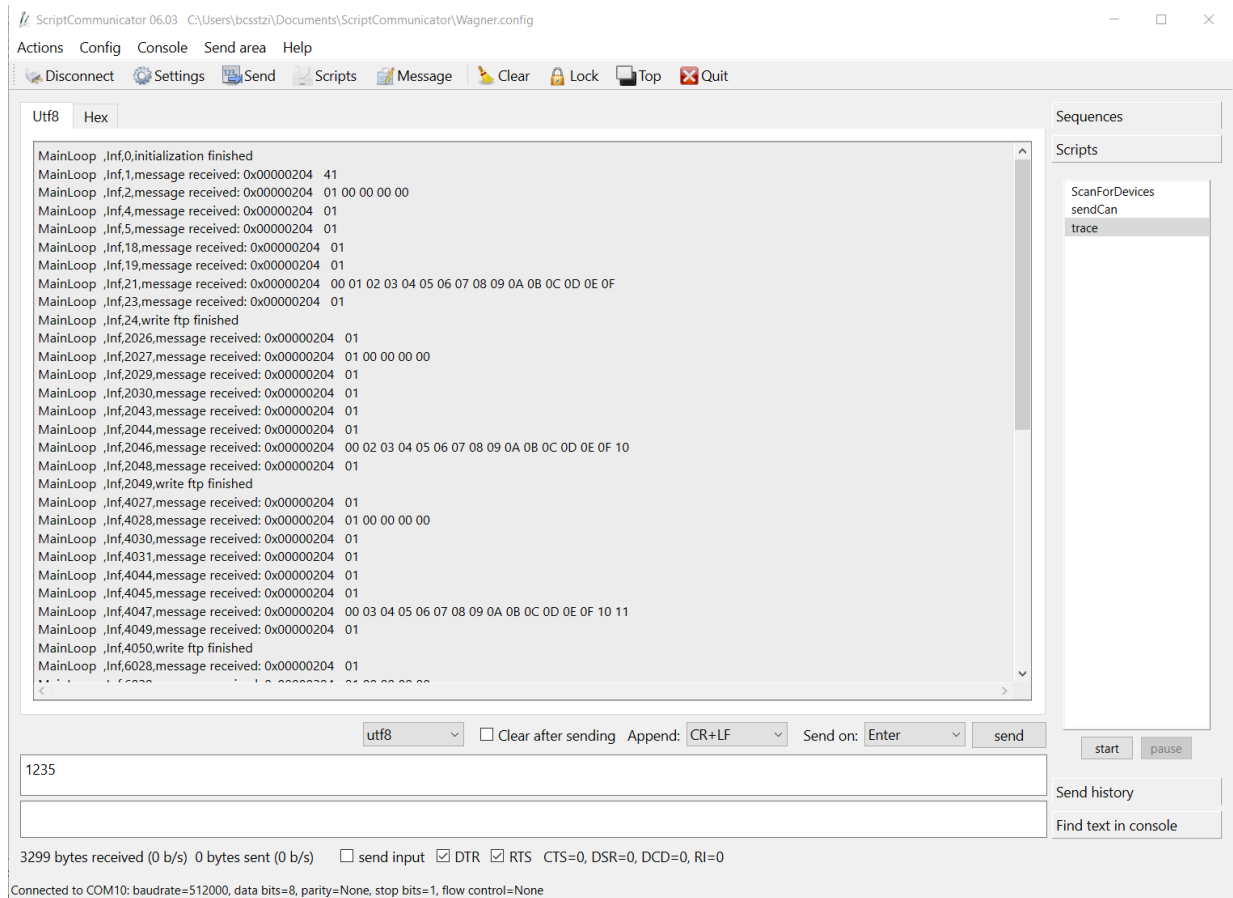 ScriptCommunicator 06.03 C:\Users\bcsstzi\Documents\ScriptCommunicator\Wagner.config
Actions Config Console Send area Help
Disconnect Settings Send Scripts Message Clear Lock Top Quit
Utf8 Hex
Sequences
Scripts
ScanForDevices
sendCan
trace
MainLoop ,Inf,0,initialization finished
MainLoop ,Inf,1,message received: 0x00000204 41
MainLoop ,Inf,2,message received: 0x00000204 01 00 00 00 00
MainLoop ,Inf,4,message received: 0x00000204 01
MainLoop ,Inf,5,message received: 0x00000204 01
MainLoop ,Inf,18,message received: 0x00000204 01
MainLoop ,Inf,19,message received: 0x00000204 01
MainLoop ,Inf,21,message received: 0x00000204 00 01 02 03 04 05 06 07 08 09 0A 0B 0C 0D 0E 0F
MainLoop ,Inf,23,message received: 0x00000204 01
MainLoop ,Inf,24,write ftp finished
MainLoop ,Inf,2026,message received: 0x00000204 01
MainLoop ,Inf,2027,message received: 0x00000204 01 00 00 00 00
MainLoop ,Inf,2029,message received: 0x00000204 01
MainLoop ,Inf,2030,message received: 0x00000204 01
MainLoop ,Inf,2043,message received: 0x00000204 01
MainLoop ,Inf,2044,message received: 0x00000204 01
MainLoop ,Inf,2046,message received: 0x00000204 00 02 03 04 05 06 07 08 09 0A 0B 0C 0D 0E 0F 10
MainLoop ,Inf,2048,message received: 0x00000204 01
MainLoop ,Inf,2049,write ftp finished
MainLoop ,Inf,4027,message received: 0x00000204 01
MainLoop ,Inf,4028,message received: 0x00000204 01 00 00 00 00
MainLoop ,Inf,4030,message received: 0x00000204 01
MainLoop ,Inf,4031,message received: 0x00000204 01
MainLoop ,Inf,4044,message received: 0x00000204 01
MainLoop ,Inf,4045,message received: 0x00000204 01
MainLoop ,Inf,4047,message received: 0x00000204 00 03 04 05 06 07 08 09 0A 0B 0C 0D 0E 0F 10 11
MainLoop ,Inf,4049,message received: 0x00000204 01
MainLoop ,Inf,4050,write ftp finished
MainLoop ,Inf,6028,message received: 0x00000204 01
utf8 Clear after sending Append: CR+LF Send on: Enter send
start pause
1235
Send history
Find text in console
3299 bytes received (0 b/s) 0 bytes sent (0 b/s) send input DTR RTS CTS=0, DSR=0, DCD=0, RI=0
Connected to COM10: baudrate=512000, data bits=8, parity=None, stop bits=1, flow control=None